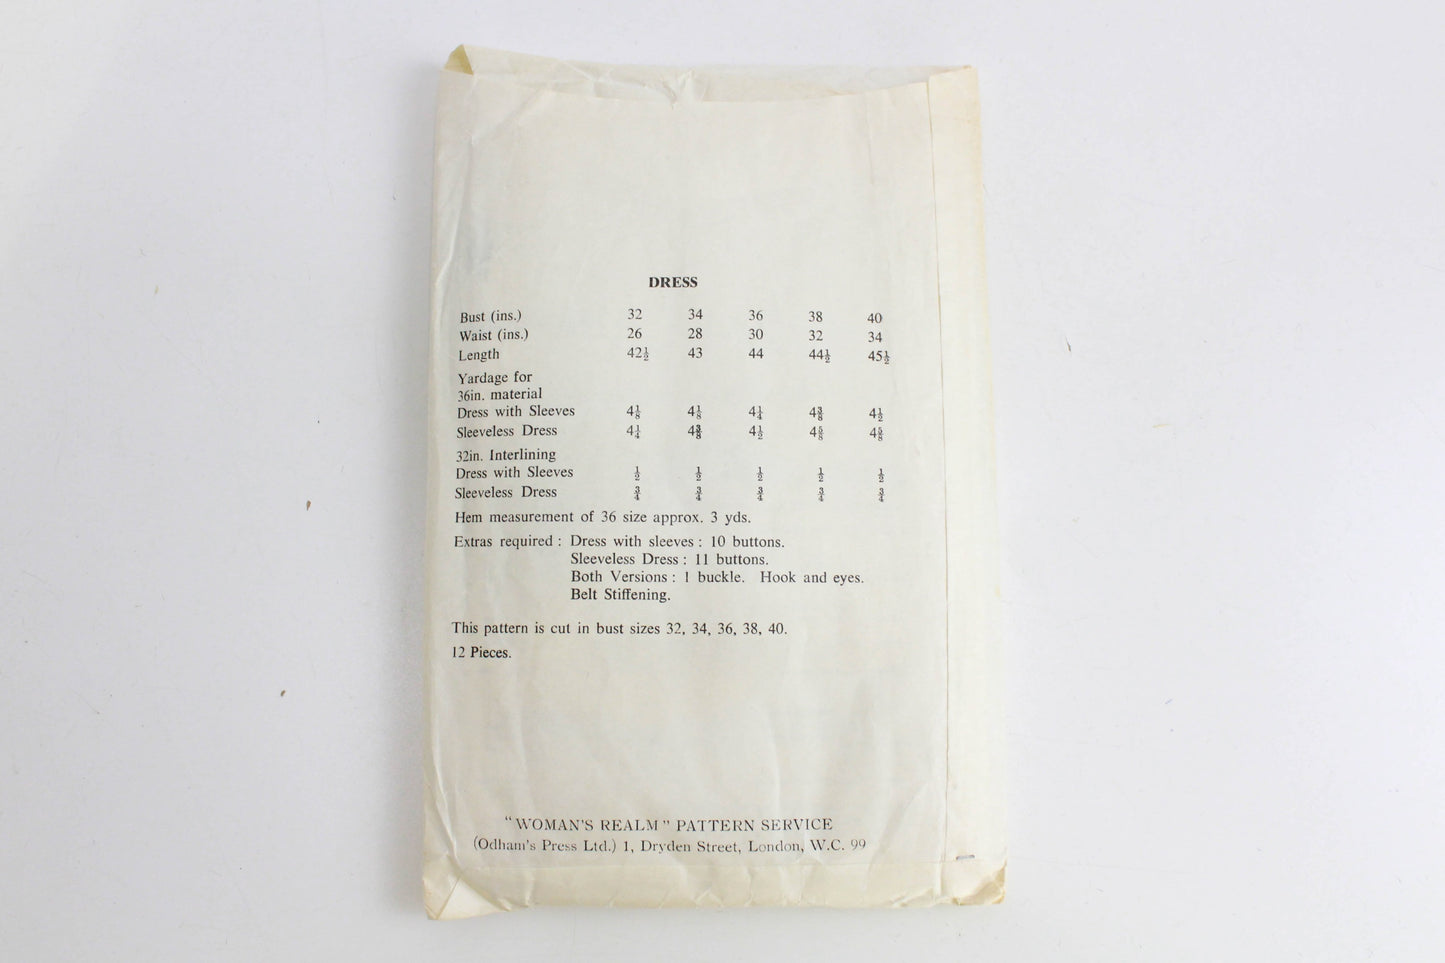 DRESS
Bust (ins.) 32 34 36 38 40
Waist (ins.) 26 28 30 32 34
Length 42½ 43 44 44½ 45½
Yardage for
36in. material
Dress with Sleeves 4⅛ 4⅛ 4¼ 4⅜ 4½
Sleeveless Dress 4¼ 4⅜ 4½ 4⅝ 4⅝
32in. Interlining
Dress with Sleeves ½ ½ ½ ½ ½
Sleeveless Dress ¾ ¾ ¾ ¾ ¾
Hem measurement of 36 size approx. 3 yds.
Extras required : Dress with sleeves : 10 buttons.
Sleeveless Dress : 11 buttons.
Both Versions : 1 buckle. Hook and eyes.
Belt Stiffening.
This pattern is cut in bust sizes 32, 34, 36, 38, 40.
12 Pieces.
"WOMAN'S REALM" PATTERN SERVICE
(Odham's Press Ltd.) 1, Dryden Street, London, W.C. 99